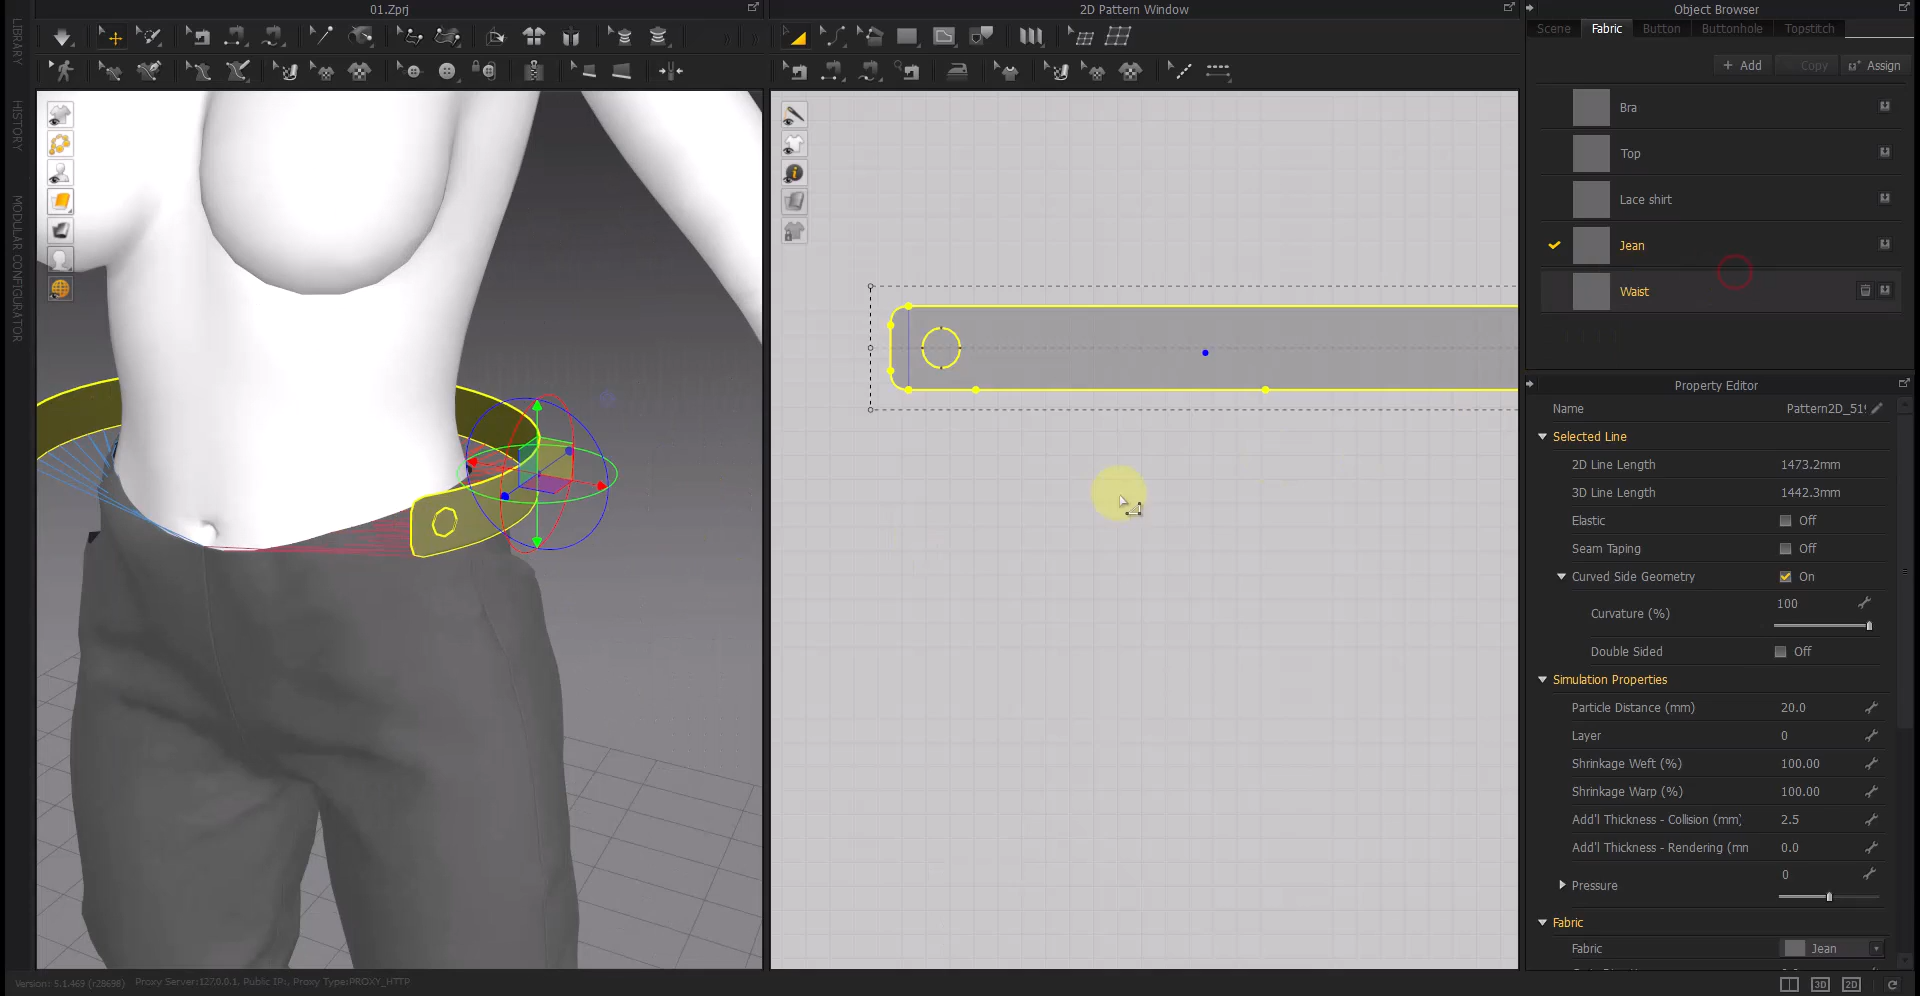 01.Zprj
2D Pattern Window
Object Browser
Scene
Fabric
Button
Buttonhole
Topstitch
+ Add
Copy
Assign
Bra
Top
Lace shirt
Jean
Waist
LIBRARY
HISTORY
MODULAR CONFIGURATOR
Property Editor
Name
Pattern2D_519
Selected Line
2D Line Length
1473.2mm
3D Line Length
1442.3mm
Elastic
Off
Seam Taping
Off
Curved Side Geometry
On
Curvature (%)
100
Double Sided
Off
Simulation Properties
Particle Distance (mm)
20.0
Layer
0
Shrinkage Weft (%)
100.00
Shrinkage Warp (%)
100.00
Add'l Thickness - Collision (mm)
2.5
Add'l Thickness - Rendering (mm
0.0
Pressure
0
Fabric
Fabric
Jean
Version: 5.1.469 (r28698)
Proxy Server:127.0.0.1, Public IP:, Proxy Type:PROXY_HTTP
3D
2D